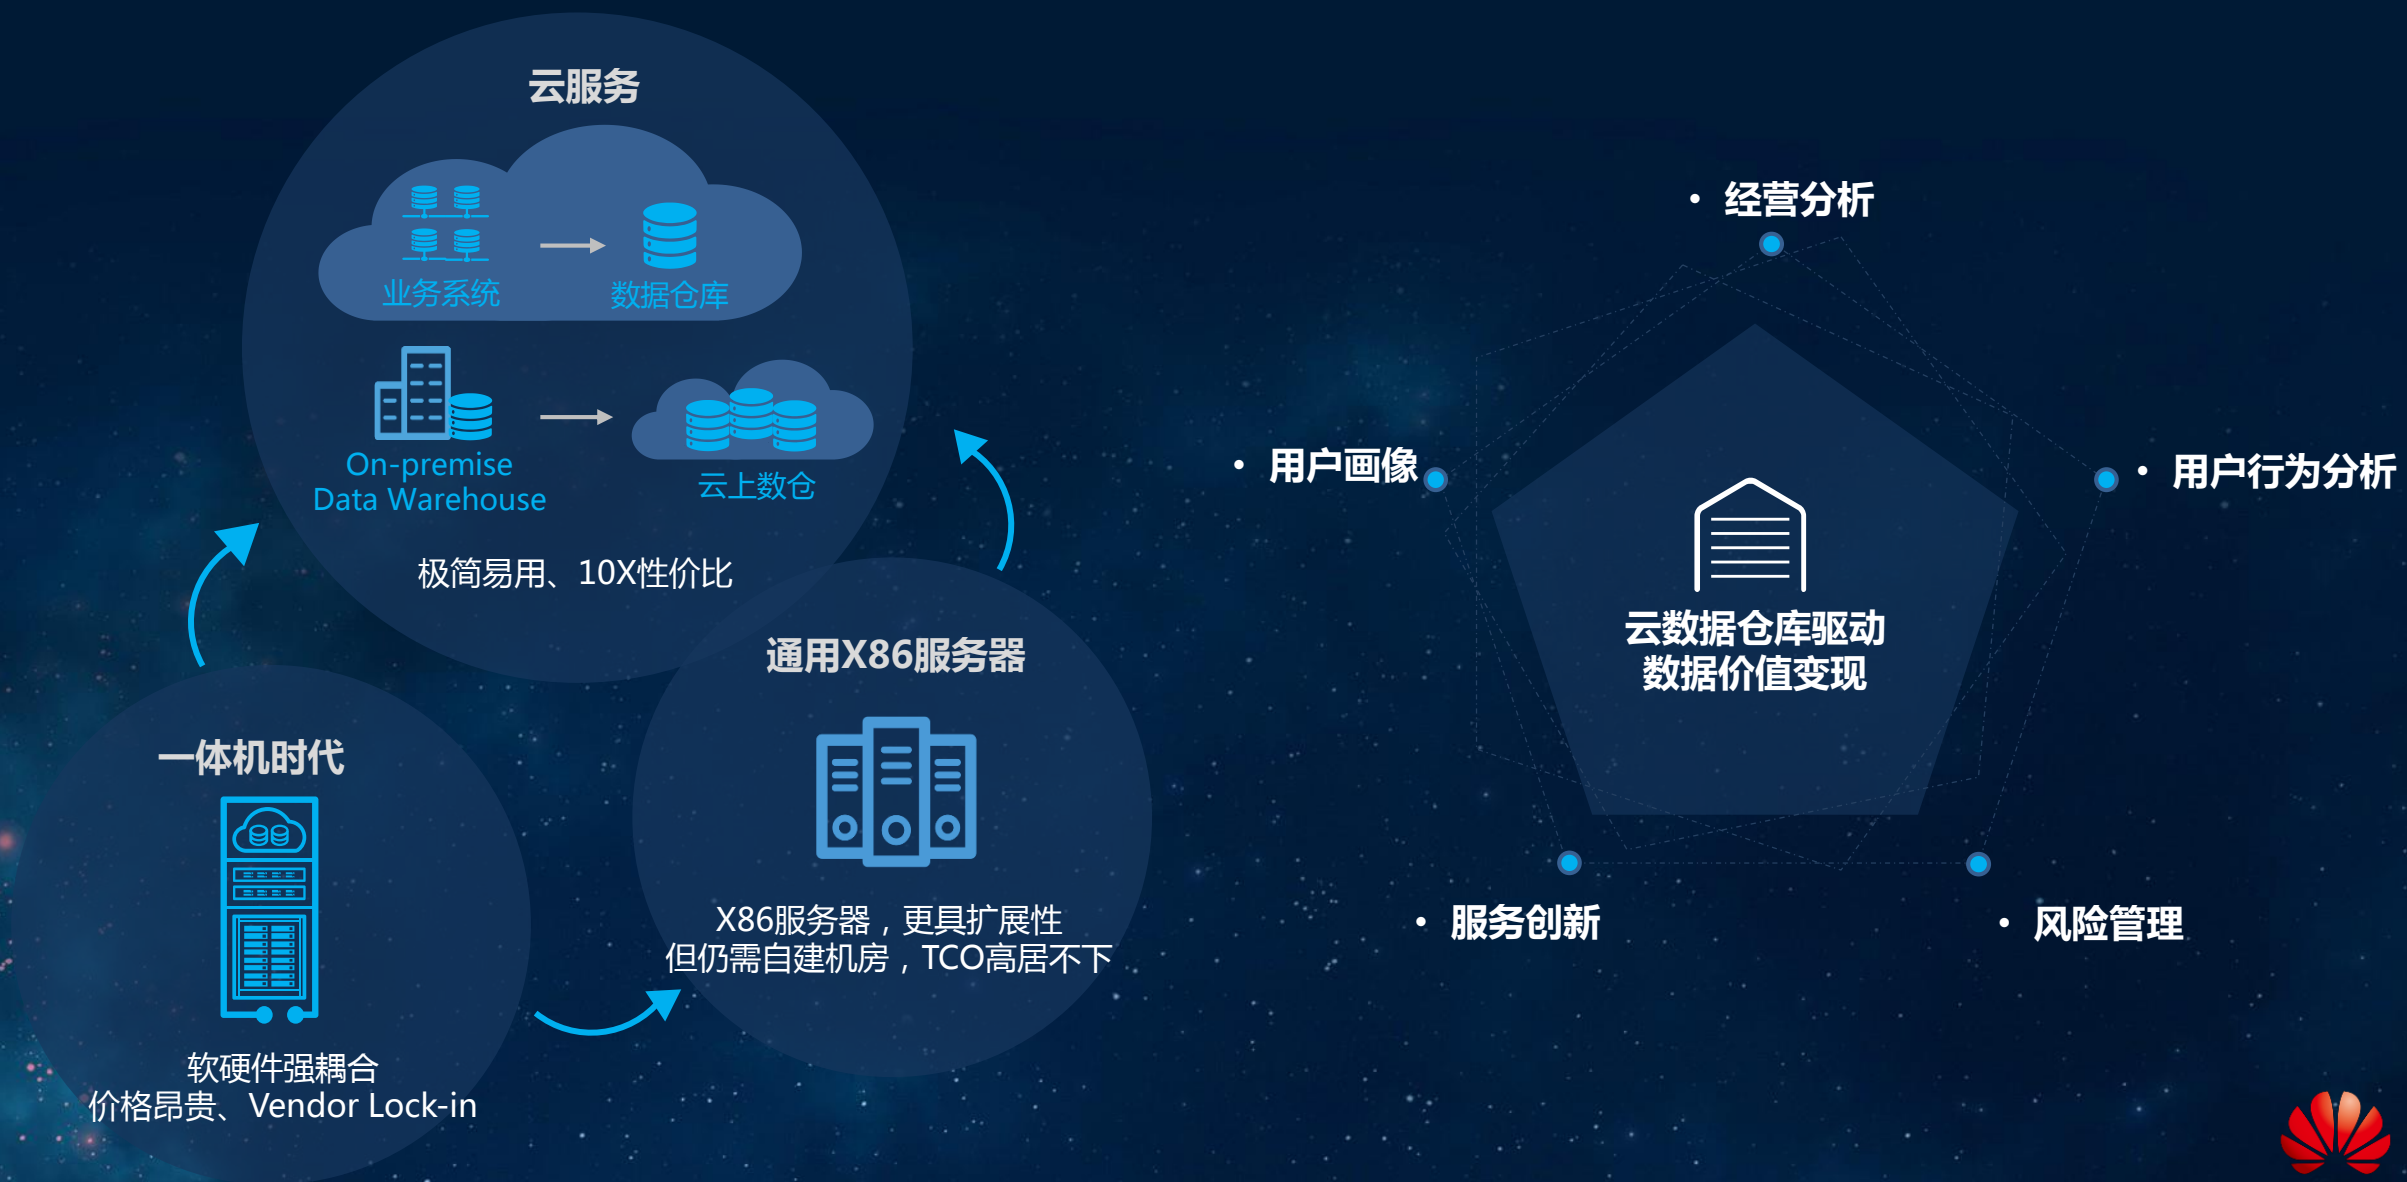 云服务
业务系统
数据仓库
On-premise
Data Warehouse
云上数仓
极简易用、10X性价比
通用X86服务器
X86服务器，更具扩展性
但仍需自建机房，TCO高居不下
一体机时代
软硬件强耦合
价格昂贵、Vendor Lock-in
• 经营分析
• 用户画像
• 用户行为分析
云数据仓库驱动
数据价值变现
• 服务创新
• 风险管理